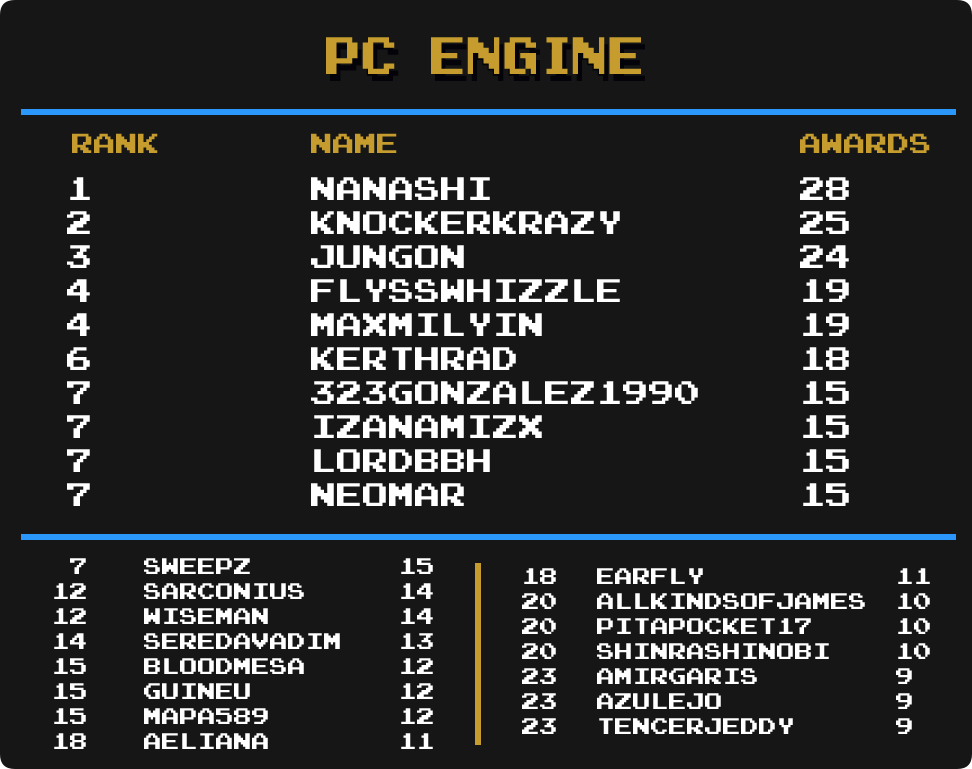 PC ENGINE
RANK NAME AWARDS
1 NANASHI 28
2 KNOCKERKRAZY 25
3 JUNGON 24
4 FLYSSWHIZZLE 19
4 MAXMILYIN 19
6 KERTHRAD 18
7 323GONZALEZ1990 15
7 IZANAMIZX 15
7 LORDBBH 15
7 NEOMAR 15
7 SWEEPZ 15
12 SARCONIUS 14
12 WISEMAN 14
14 SEREDAVADIM 13
15 BLOODMESA 12
15 GUINEU 12
15 MAPA589 12
18 AELIANA 11
18 EARFLY 11
20 ALLKINDSOFJAMES 10
20 PITAPOCKET17 10
20 SHINRASHINOBI 10
23 AMIRGARIS 9
23 AZULEJO 9
23 TENCERJEDDY 9